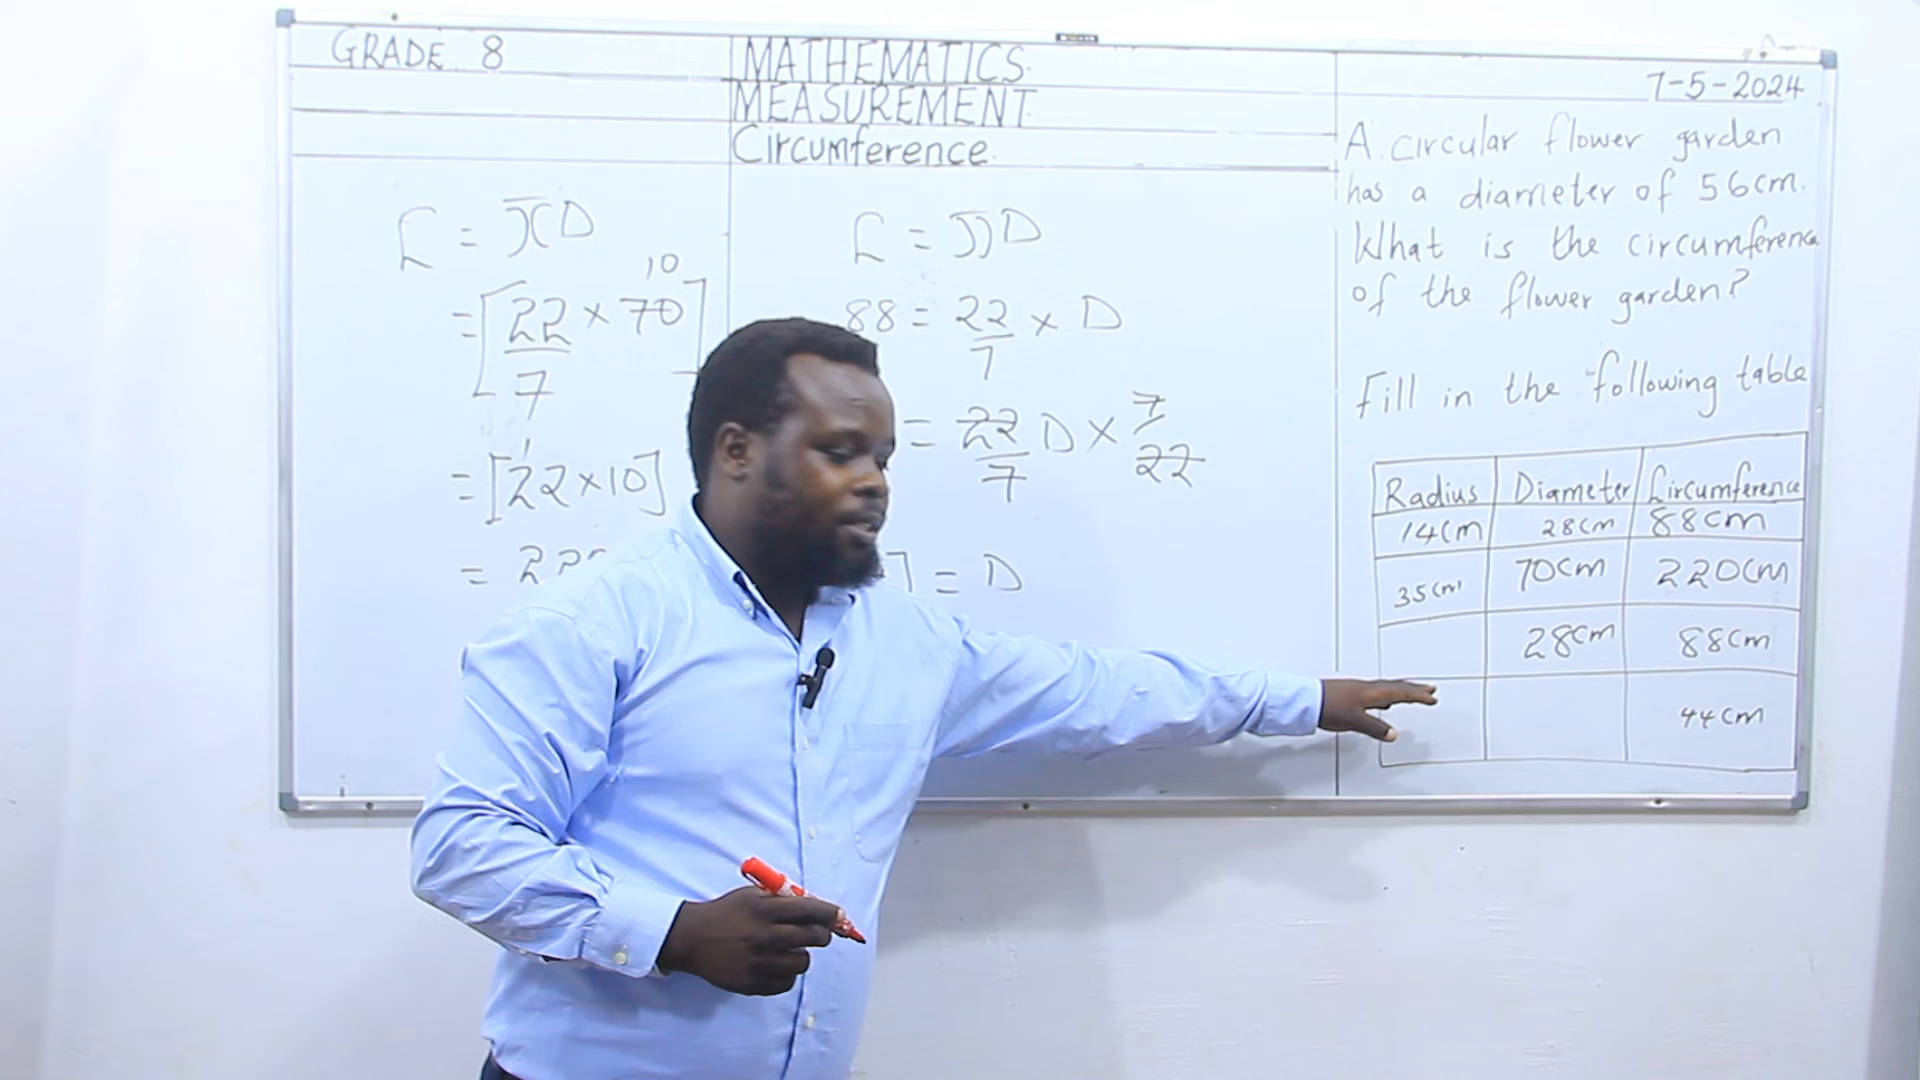 GRADE 8
MATHEMATICS
MEASUREMENT
Circumference.
7-5-2024
C = πD
10
= [22 × 70]
7
1
= [22 × 10]
= 22
C = πD
88 = 22 × D
7
= 22 D × 7
7 22
] = D
A circular flower garden
has a diameter of 56cm.
What is the circumference
of the flower garden?
Fill in the following table
Radius Diameter Circumference
14cm 28cm 88cm
35cm 70cm 220cm
28cm 88cm
44cm